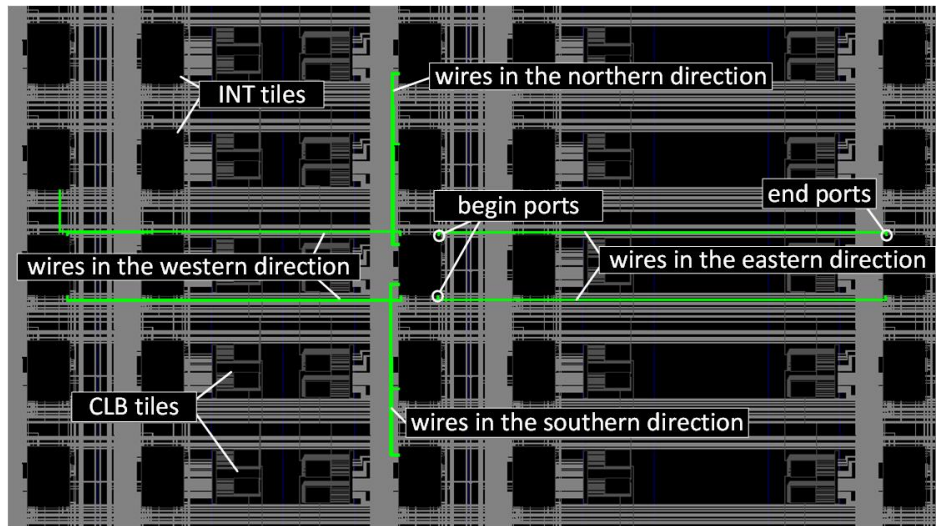 wires in the northern direction
INT tiles
begin ports
end ports
wires in the western direction
wires in the eastern direction
CLB tiles
wires in the southern direction